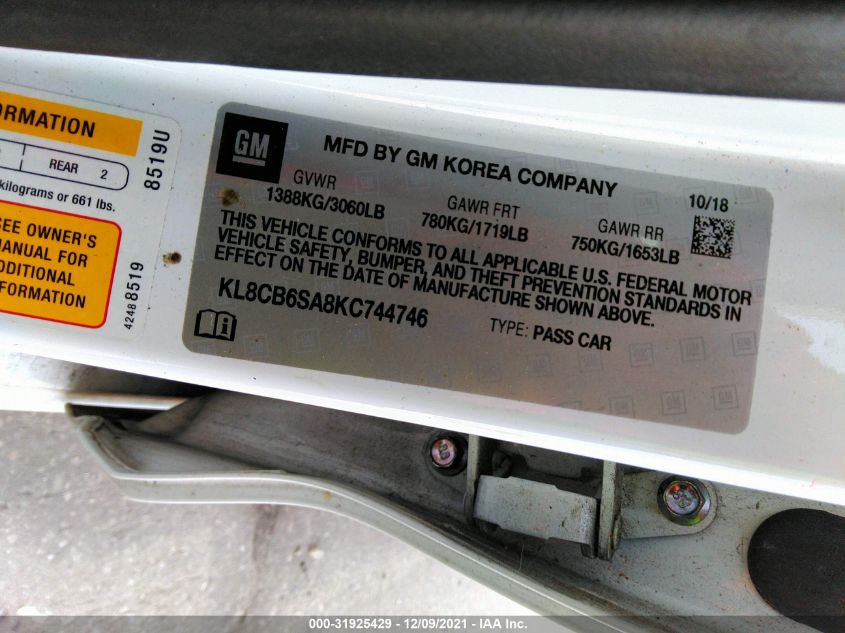 ORMATION
REAR 2
kilograms or 661 lbs.
SEE OWNER'S
MANUAL FOR
ADDITIONAL
INFORMATION
8519U
4248 8519
GM
MFD BY GM KOREA COMPANY
10/18
GVWR
1388KG/3060LB
GAWR FRT
780KG/1719LB
GAWR RR
750KG/1653LB
THIS VEHICLE CONFORMS TO ALL APPLICABLE U.S. FEDERAL MOTOR
VEHICLE SAFETY, BUMPER, AND THEFT PREVENTION STANDARDS IN
EFFECT ON THE DATE OF MANUFACTURE SHOWN ABOVE.
KL8CB6SA8KC744746
TYPE: PASS CAR
000-31925429 - 12/09/2021 - IAA Inc.